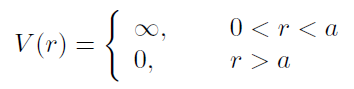 V(r) = { ∞, 0 < r < a
0, r > a